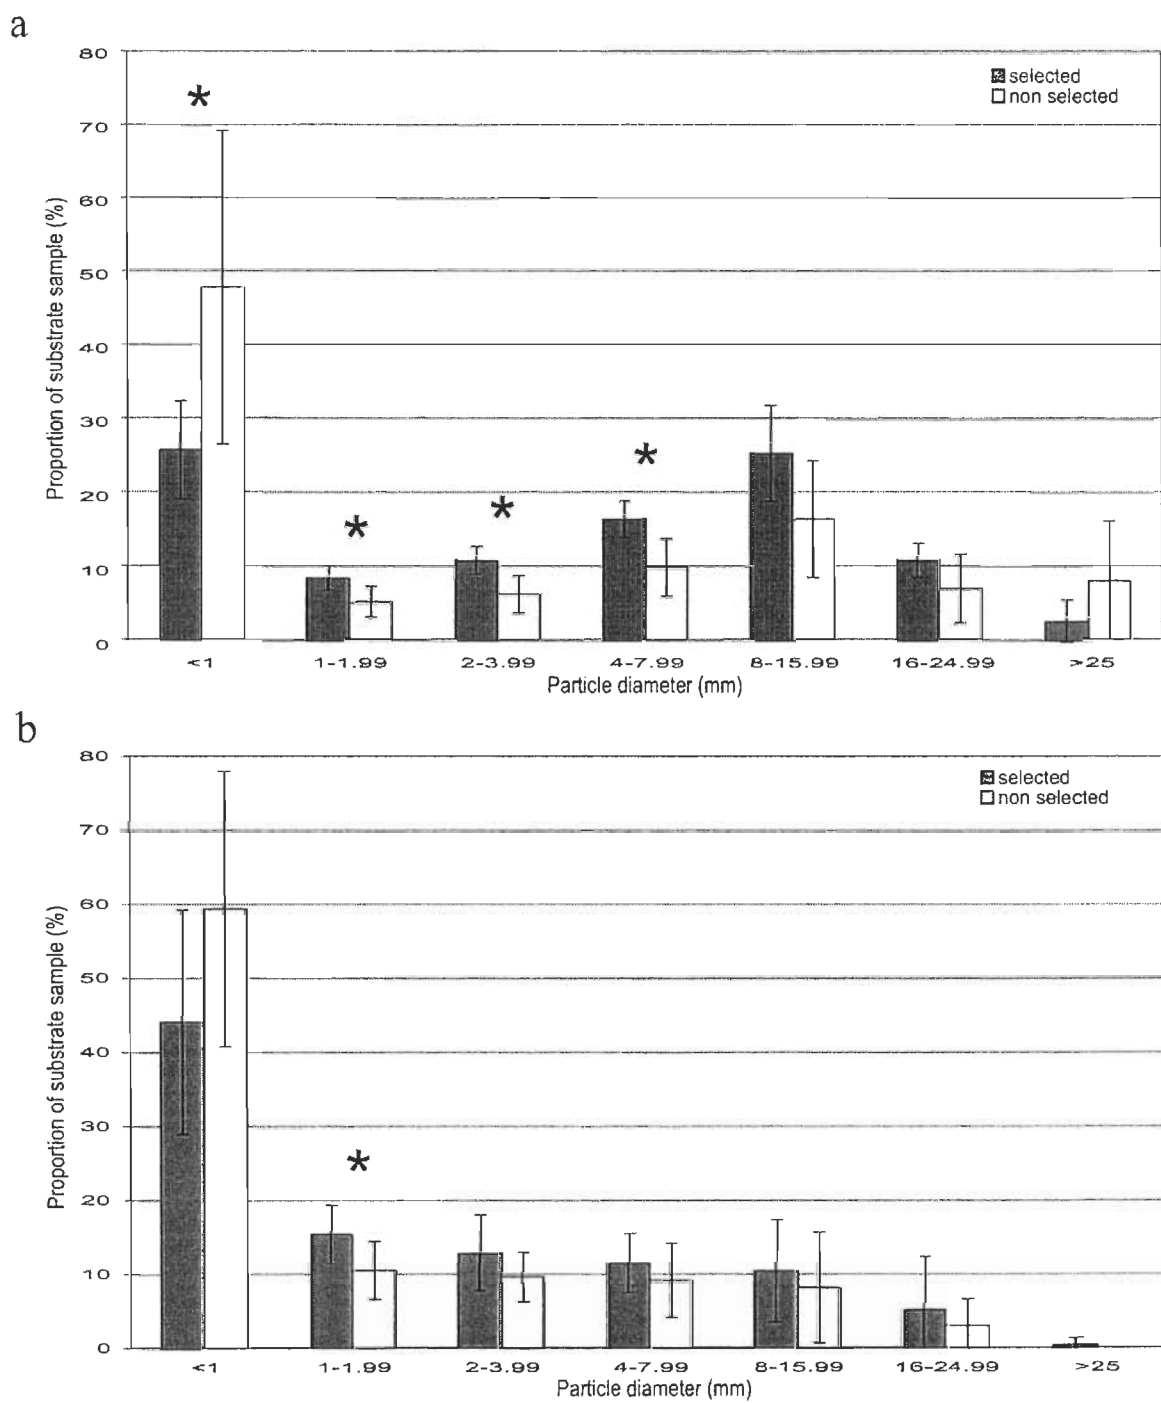 a
80
70
60
50
40
30
20
10
0
Proportion of substrate sample (%)
selected
non selected
*
*
*
*
<1 1-1.99 2-3.99 4-7.99 8-15.99 16-24.99 >25
Particle diameter (mm)
b
80
70
60
50
40
30
20
10
0
Proportion of substrate sample (%)
selected
non selected
*
<1 1-1.99 2-3.99 4-7.99 8-15.99 16-24.99 >25
Particle diameter (mm)